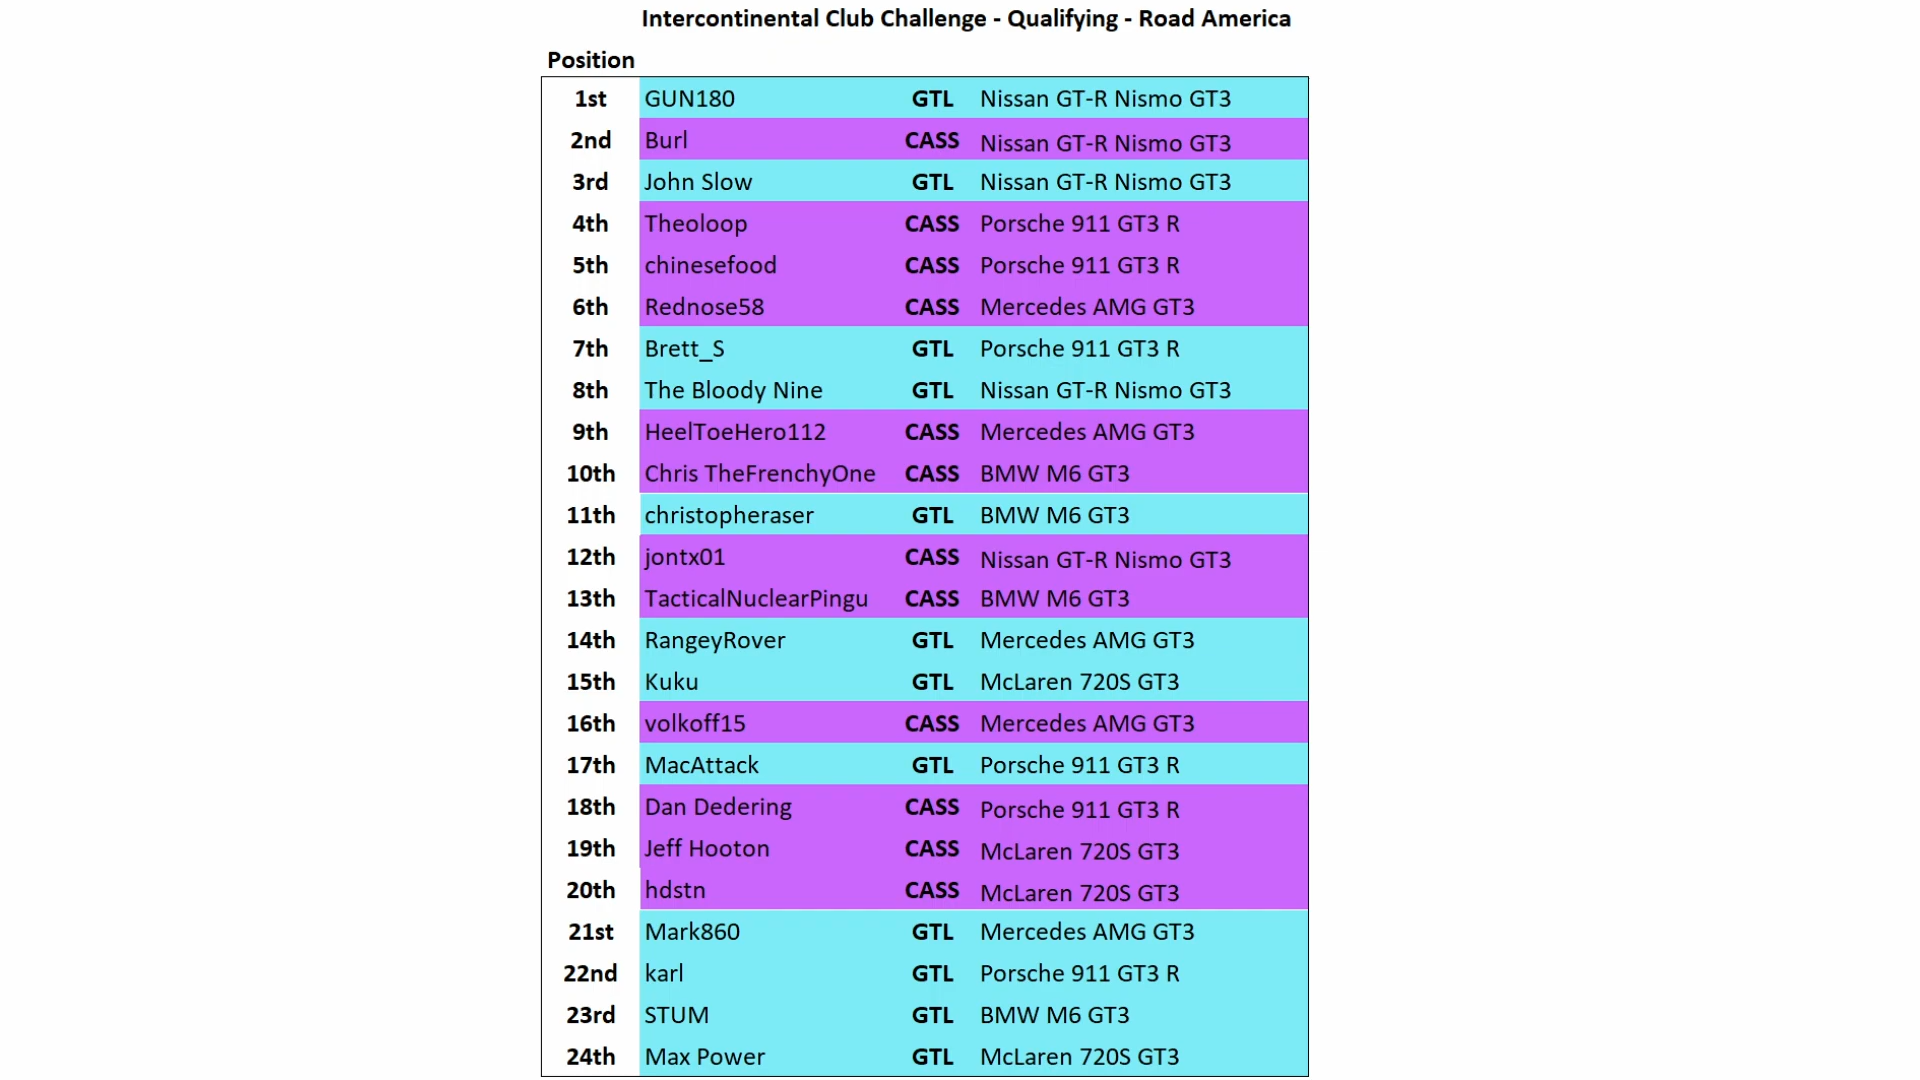 Intercontinental Club Challenge - Qualifying - Road America
Position
1st GUN180 GTL Nissan GT-R Nismo GT3
2nd Burl CASS Nissan GT-R Nismo GT3
3rd John Slow GTL Nissan GT-R Nismo GT3
4th Theoloop CASS Porsche 911 GT3 R
5th chinesefood CASS Porsche 911 GT3 R
6th Rednose58 CASS Mercedes AMG GT3
7th Brett_S GTL Porsche 911 GT3 R
8th The Bloody Nine GTL Nissan GT-R Nismo GT3
9th HeelToeHero112 CASS Mercedes AMG GT3
10th Chris TheFrenchyOne CASS BMW M6 GT3
11th christopheraser GTL BMW M6 GT3
12th jontx01 CASS Nissan GT-R Nismo GT3
13th TacticalNuclearPingu CASS BMW M6 GT3
14th RangeyRover GTL Mercedes AMG GT3
15th Kuku GTL McLaren 720S GT3
16th volkoff15 CASS Mercedes AMG GT3
17th MacAttack GTL Porsche 911 GT3 R
18th Dan Dedering CASS Porsche 911 GT3 R
19th Jeff Hooton CASS McLaren 720S GT3
20th hdstn CASS McLaren 720S GT3
21st Mark860 GTL Mercedes AMG GT3
22nd karl GTL Porsche 911 GT3 R
23rd STUM GTL BMW M6 GT3
24th Max Power GTL McLaren 720S GT3